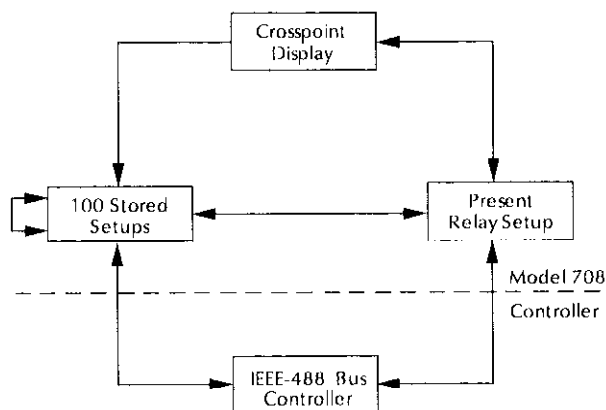 Crosspoint
Display
100 Stored
Setups
Present
Relay Setup
Model 708
Controller
IEEE-488 Bus
Controller